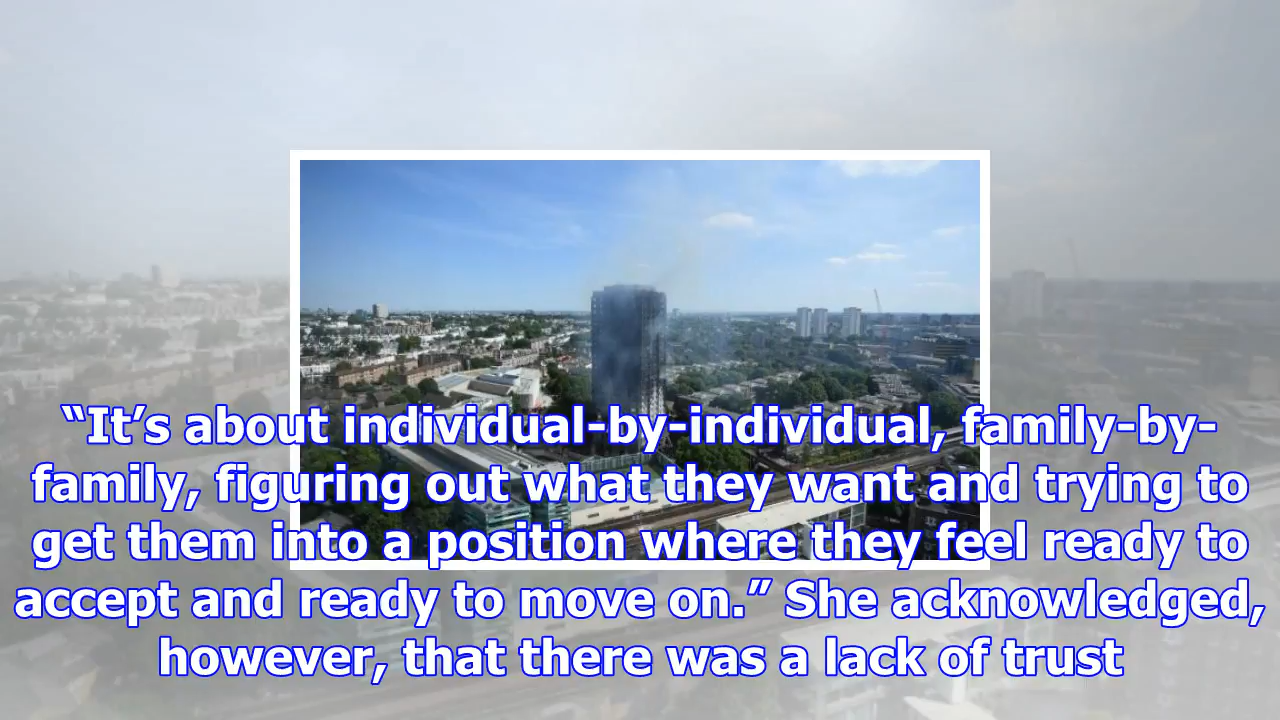 “It’s about individual-by-individual, family-by-
family, figuring out what they want and trying to
get them into a position where they feel ready to
accept and ready to move on.” She acknowledged,
however, that there was a lack of trust